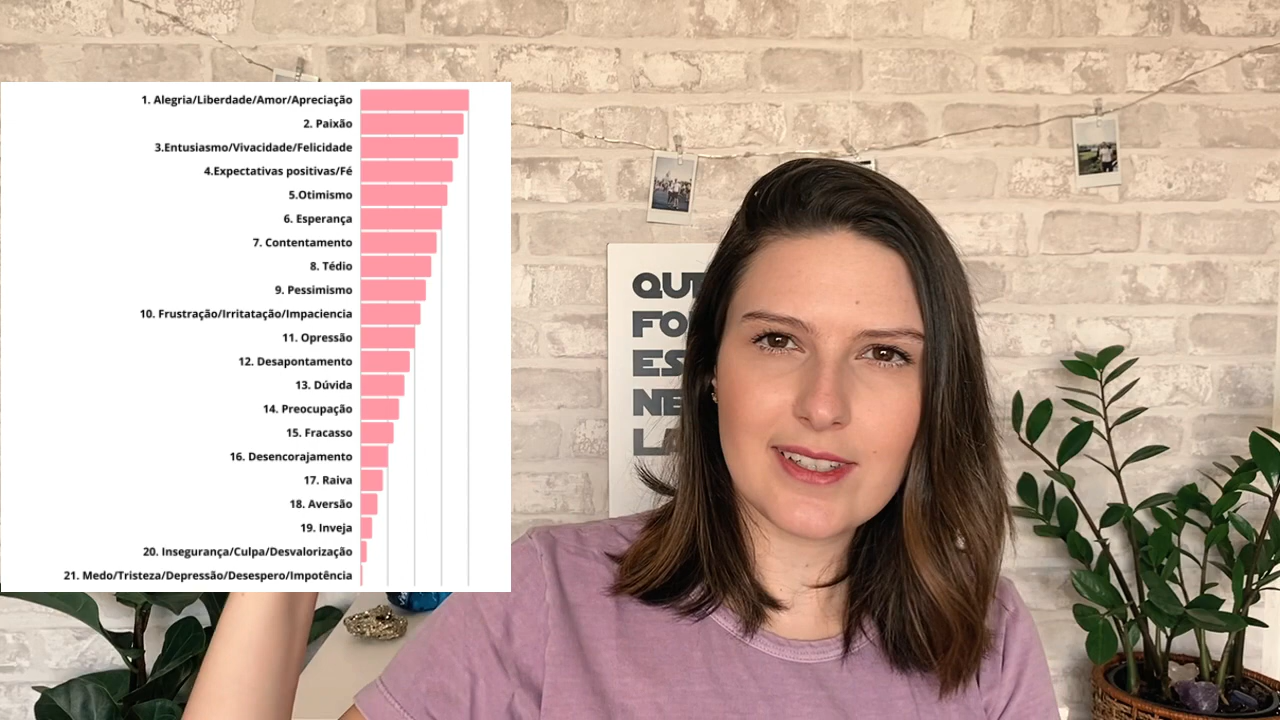 1. Alegria/Liberdade/Amor/Apreciação
2. Paixão
3.Entusiasmo/Vivacidade/Felicidade
4.Expectativas positivas/Fé
5.Otimismo
6. Esperança
7. Contentamento
8. Tédio
9. Pessimismo
10. Frustração/Irritatação/Impaciencia
11. Opressão
12. Desapontamento
13. Dúvida
14. Preocupação
15. Fracasso
16. Desencorajamento
17. Raiva
18. Aversão
19. Inveja
20. Insegurança/Culpa/Desvalorização
21. Medo/Tristeza/Depressão/Desespero/Impotência